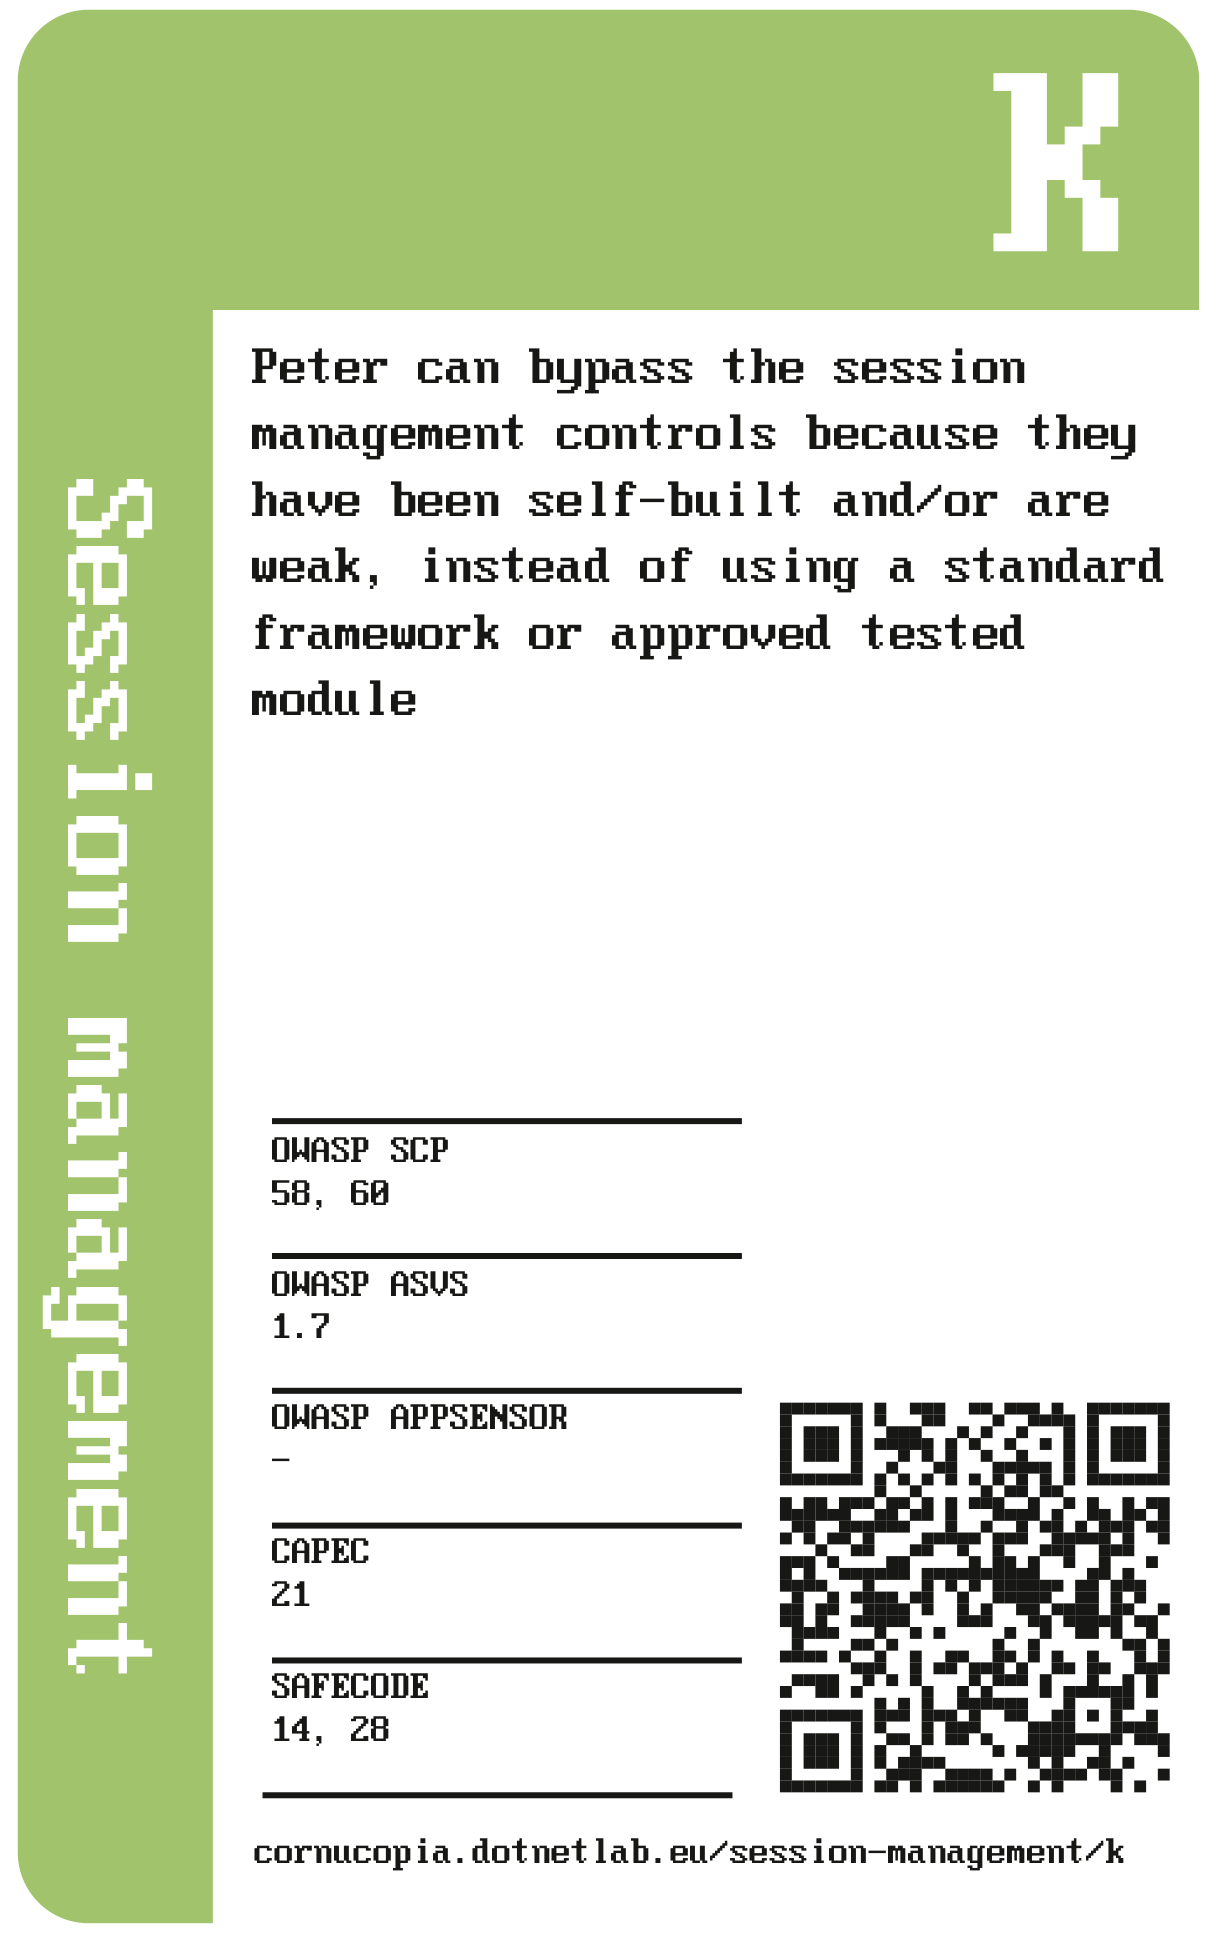 K
Session management
Peter can bypass the session
management controls because they
have been self-built and/or are
weak, instead of using a standard
framework or approved tested
module
OWASP SCP
58, 60
OWASP ASVS
1.7
OWASP APPSENSOR
-
CAPEC
21
SAFECODE
14, 28
cornucopia.dotnetlab.eu/session-management/k